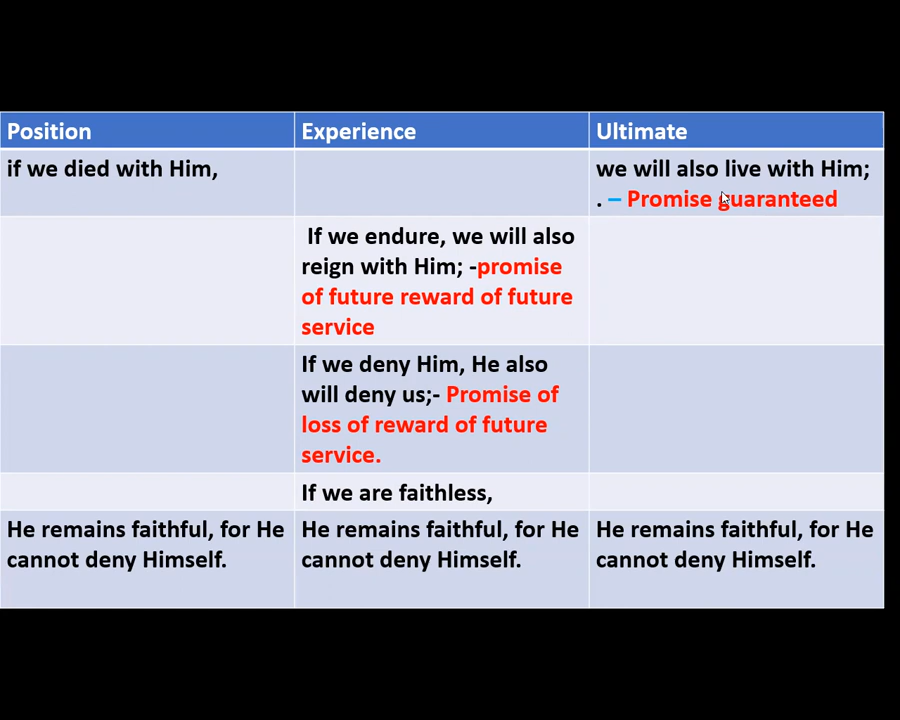 Position Experience Ultimate
if we died with Him, we will also live with Him;
. – Promise guaranteed
If we endure, we will also
reign with Him; -promise
of future reward of future
service
If we deny Him, He also
will deny us;- Promise of
loss of reward of future
service.
If we are faithless,
He remains faithful, for He He remains faithful, for He He remains faithful, for He
cannot deny Himself. cannot deny Himself. cannot deny Himself.